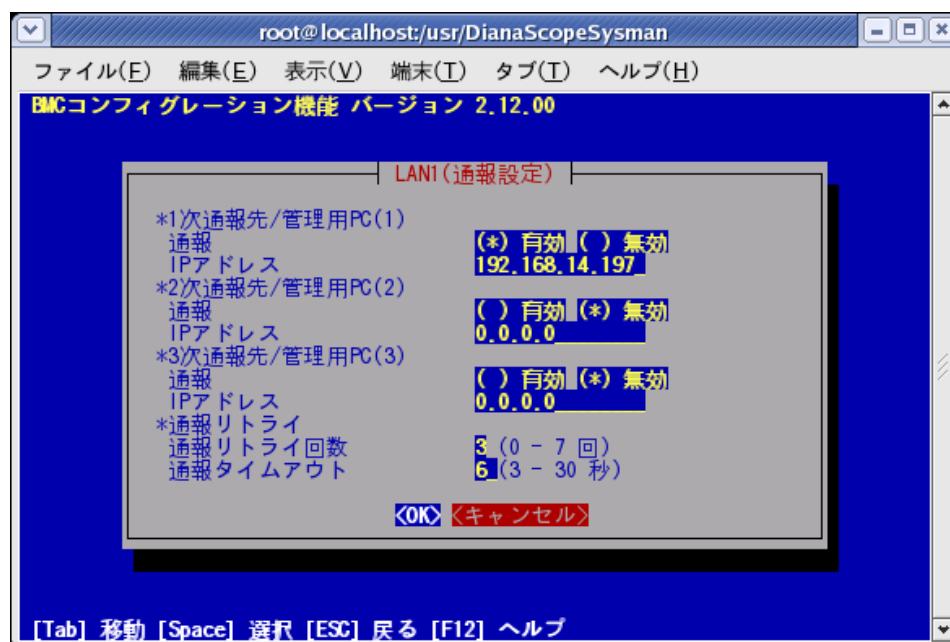 root@localhost:/usr/DianaScopeSysman
ファイル(F) 編集(E) 表示(V) 端末(T) タブ(T) ヘルプ(H)
BMCコンフィグレーション機能 バージョン 2.12.00
LAN1(通報設定)
*1次通報先/管理用PC(1)
通報 (*) 有効 ( ) 無効
IPアドレス 192.168.14.197_
*2次通報先/管理用PC(2)
通報 ( ) 有効 (*) 無効
IPアドレス 0.0.0.0________
*3次通報先/管理用PC(3)
通報 ( ) 有効 (*) 無効
IPアドレス 0.0.0.0________
*通報リトライ
通報リトライ回数 3 (0 - 7 回)
通報タイムアウト 6_(3 - 30 秒)
<OK> <キャンセル>
[Tab] 移動 [Space] 選択 [ESC] 戻る [F12] ヘルプ